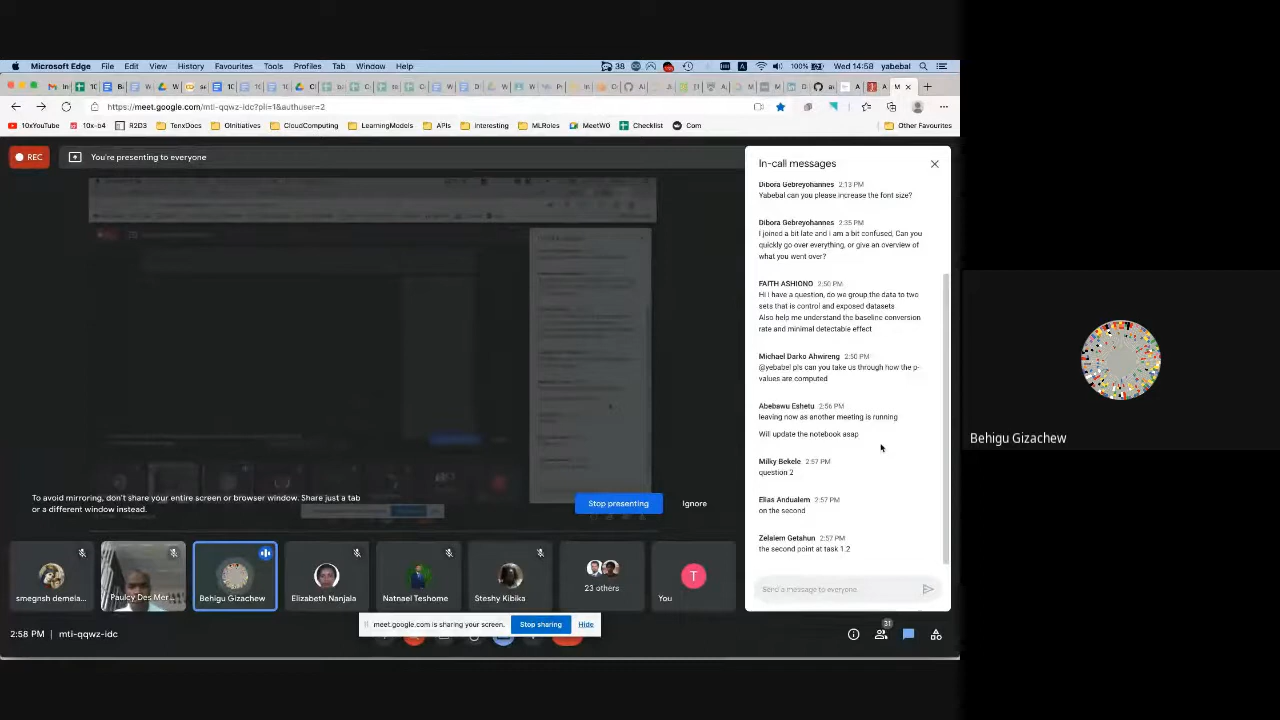 Microsoft Edge File Edit View History Favourites Tools Profiles Tab Window Help
38 100% Wed 14:58 yabebal
https://meet.google.com/mti-qqwz-idc?pli=1&authuser=2
10xYouTube 10x-b4 R2D3 TenxDocs OInitiatives CloudComputing LearningModels APIs Interesting MLRoles MeetW0 Checklist Com Other Favourites
REC
You're presenting to everyone
In-call messages
Dibora Gebreyohannes 2:13 PM
Yabebal can you please increase the font size?
Dibora Gebreyohannes 2:35 PM
I joined a bit late and i am a bit confused, Can you
quickly go over everything, or give an overview of
what you went over?
FAITH ASHIONO 2:50 PM
Hi i have a question, do we group the data to two
sets that is control and exposed datasets
Also help me understand the baseline conversion
rate and minimal detectable effect
Michael Darko Ahwireng 2:50 PM
@yebabel pls can you take us through how the p-
values are computed
Abebawu Eshetu 2:56 PM
leaving now as another meeting is running
Will update the notebook asap
Milky Bekele 2:57 PM
question 2
Elias Andualem 2:57 PM
on the second
Zelalem Getahun 2:57 PM
the second point at task 1.2
Send a message to everyone
To avoid mirroring, don't share your entire screen or browser window. Share just a tab
or a different window instead.
Stop presenting Ignore
smegnsh demela...
Paulcy Des Mer
Behigu Gizachew
Elizabeth Nanjala
Natnael Teshome
Steshy Kibika
23 others
T
You
meet.google.com is sharing your screen. Stop sharing Hide
2:58 PM | mti-qqwz-idc
31
Behigu Gizachew